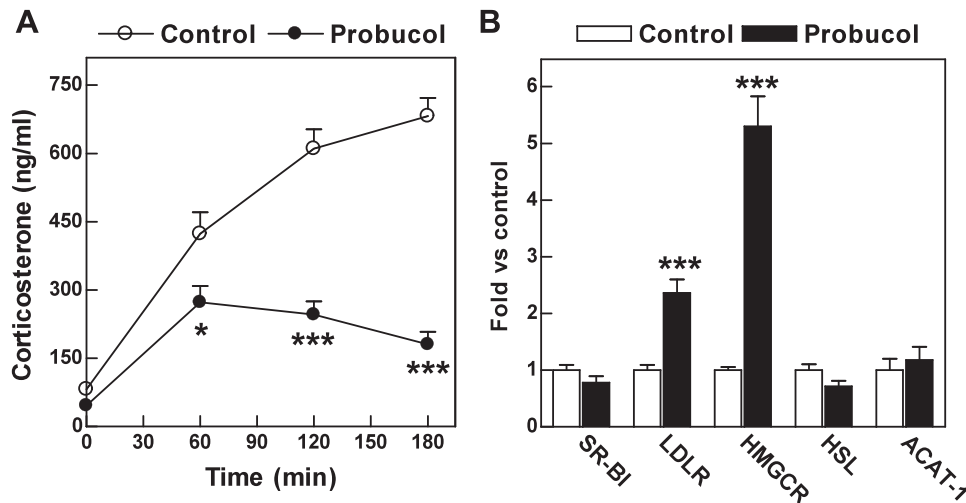 A
Control Probucol
Corticosterone (ng/ml)
750
600
450
300
150
0
*
***
***
0 30 60 90 120 150 180
Time (min)
B
Control Probucol
Fold vs control
6
5
4
3
2
1
0
***
***
SR-BI LDLR HMGCR HSL ACAT-1